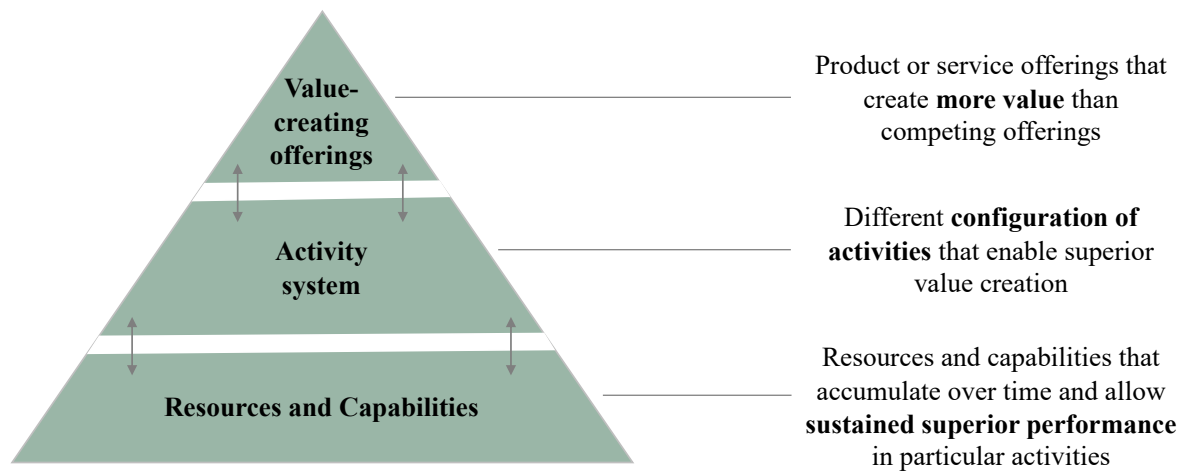 Value-
creating
offerings
Product or service offerings that
create more value than
competing offerings
Activity
system
Different configuration of
activities that enable superior
value creation
Resources and Capabilities
Resources and capabilities that
accumulate over time and allow
sustained superior performance
in particular activities